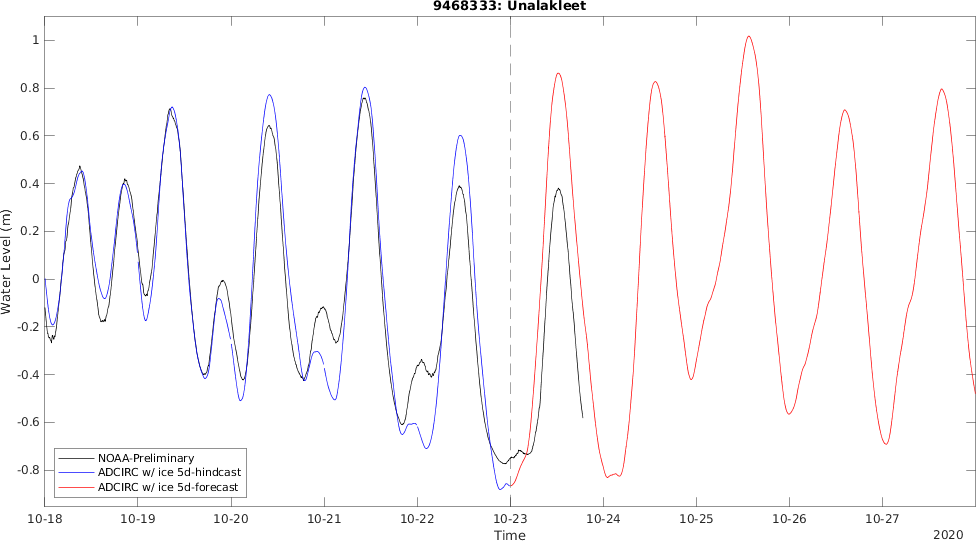 9468333: Unalakleet
Water Level (m)
1
0.8
0.6
0.4
0.2
0
-0.2
-0.4
-0.6
-0.8
NOAA-Preliminary
ADCIRC w/ ice 5d-hindcast
ADCIRC w/ ice 5d-forecast
10-18 10-19 10-20 10-21 10-22 10-23 10-24 10-25 10-26 10-27
Time
2020